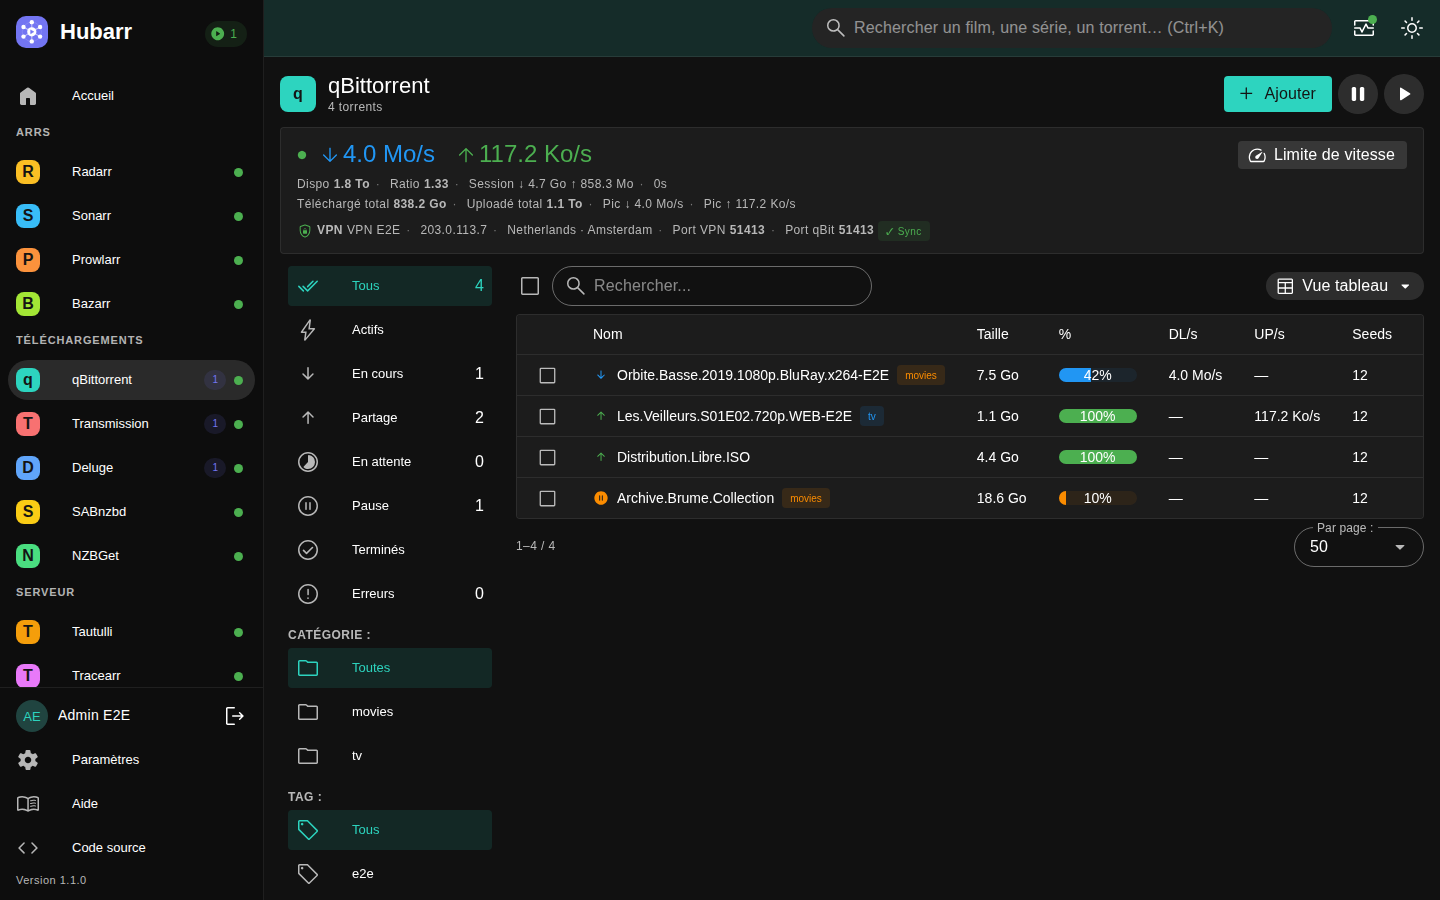 Hubarr
1
Rechercher un film, une série, un torrent… (Ctrl+K)
Accueil
ARRS
R Radarr
S Sonarr
P Prowlarr
B Bazarr
TÉLÉCHARGEMENTS
q qBittorrent 1
T Transmission 1
D Deluge 1
S SABnzbd
N NZBGet
SERVEUR
T Tautulli
T Tracearr
AE Admin E2E
Paramètres
Aide
Code source
Version 1.1.0
q qBittorrent
4 torrents
Ajouter
4.0 Mo/s 117.2 Ko/s
Limite de vitesse
Dispo 1.8 To · Ratio 1.33 · Session ↓ 4.7 Go ↑ 858.3 Mo · 0s
Téléchargé total 838.2 Go · Uploadé total 1.1 To · Pic ↓ 4.0 Mo/s · Pic ↑ 117.2 Ko/s
VPN VPN E2E · 203.0.113.7 · Netherlands · Amsterdam · Port VPN 51413 · Port qBit 51413 ✓ Sync
Tous 4
Actifs
En cours 1
Partage 2
En attente 0
Pause 1
Terminés
Erreurs 0
CATÉGORIE :
Toutes
movies
tv
TAG :
Tous
e2e
Rechercher...
Vue tableau
Nom Taille % DL/s UP/s Seeds
Orbite.Basse.2019.1080p.BluRay.x264-E2E movies 7.5 Go 42% 4.0 Mo/s — 12
Les.Veilleurs.S01E02.720p.WEB-E2E tv 1.1 Go 100% — 117.2 Ko/s 12
Distribution.Libre.ISO 4.4 Go 100% — — 12
Archive.Brume.Collection movies 18.6 Go 10% — — 12
1–4 / 4
Par page :
50